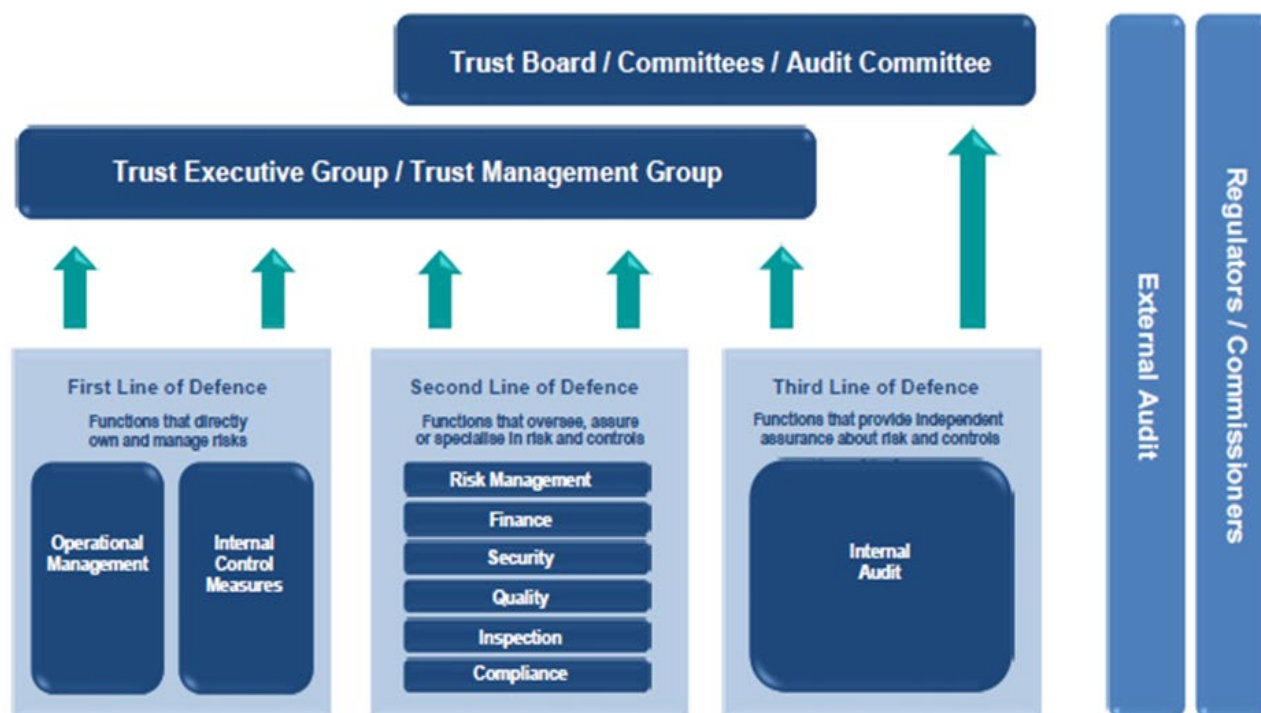 Trust Board / Committees / Audit Committee
Trust Executive Group / Trust Management Group
First Line of Defence
Functions that directly
own and manage risks
Operational
Management
Internal
Control
Measures
Second Line of Defence
Functions that oversee, assure
or specialise in risk and controls
Risk Management
Finance
Security
Quality
Inspection
Compliance
Third Line of Defence
Functions that provide independent
assurance about risk and controls
Internal
Audit
External Audit
Regulators / Commissioners